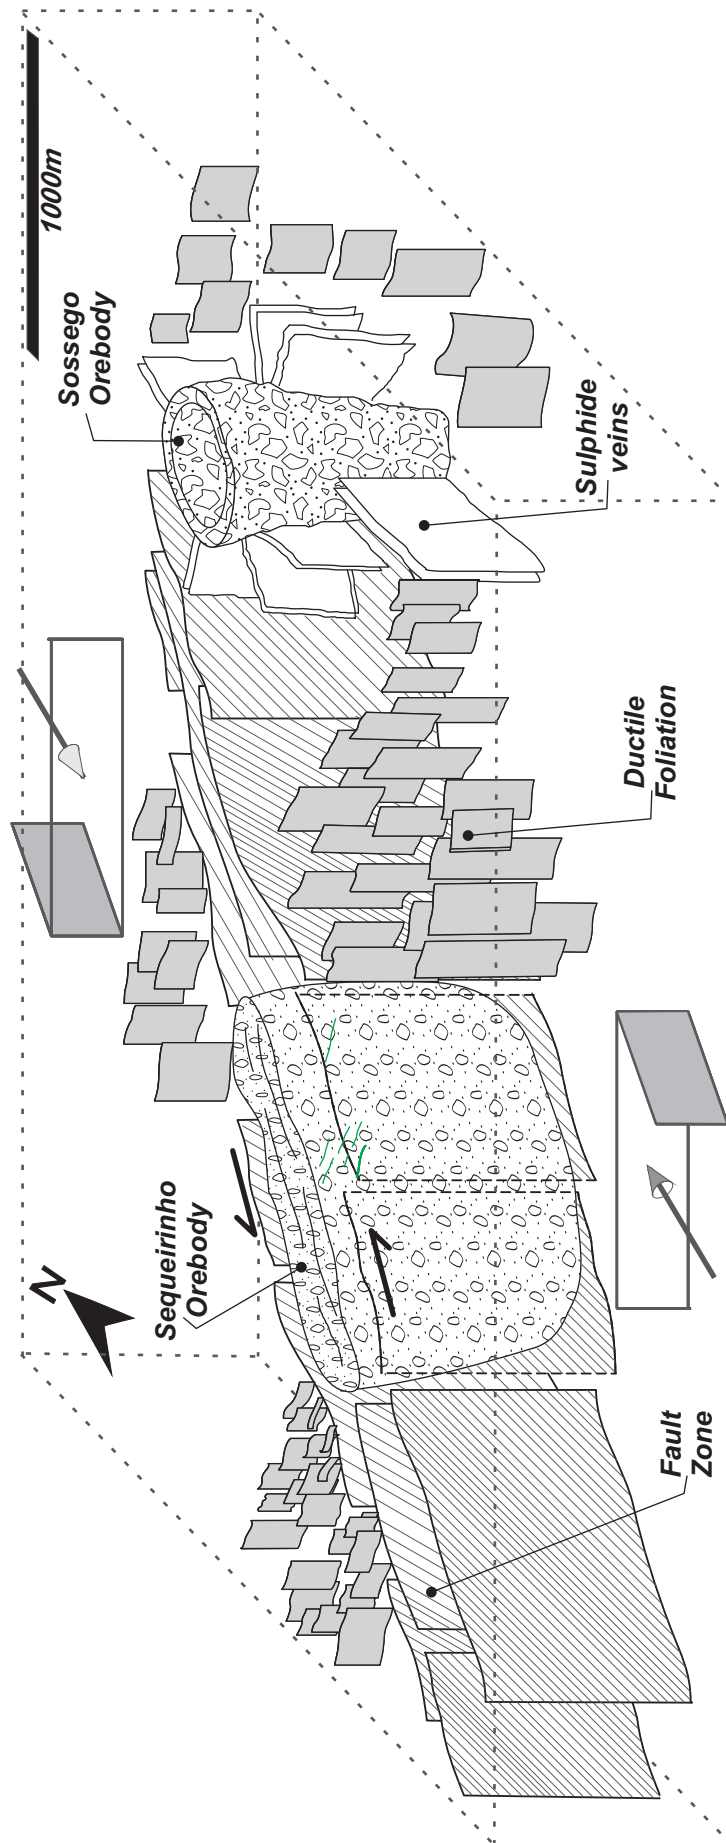 1000m
Sossego
Orebody
Sulphide
veins
Ductile
Foliation
N
Sequeirinho
Orebody
Fault
Zone